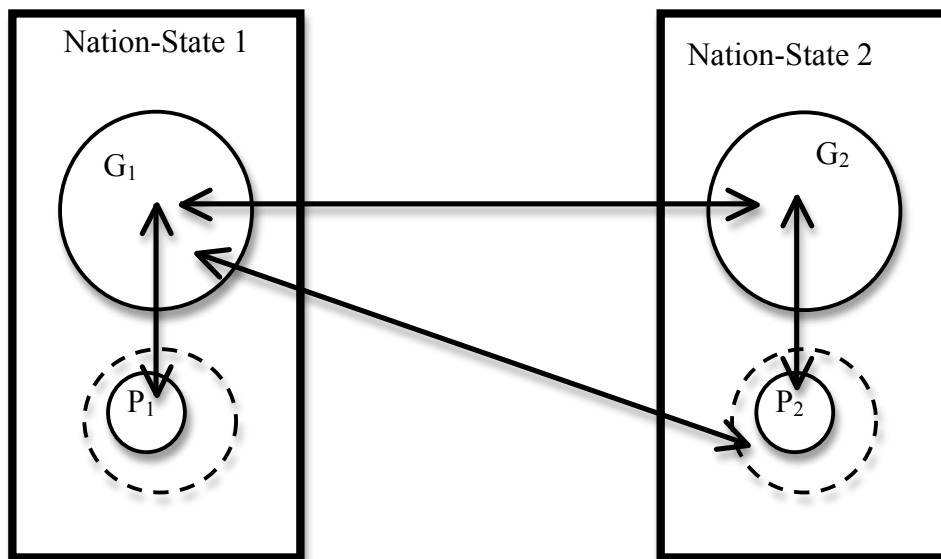 Nation-State 1
Nation-State 2
G₁
G₂
P₁
P₂